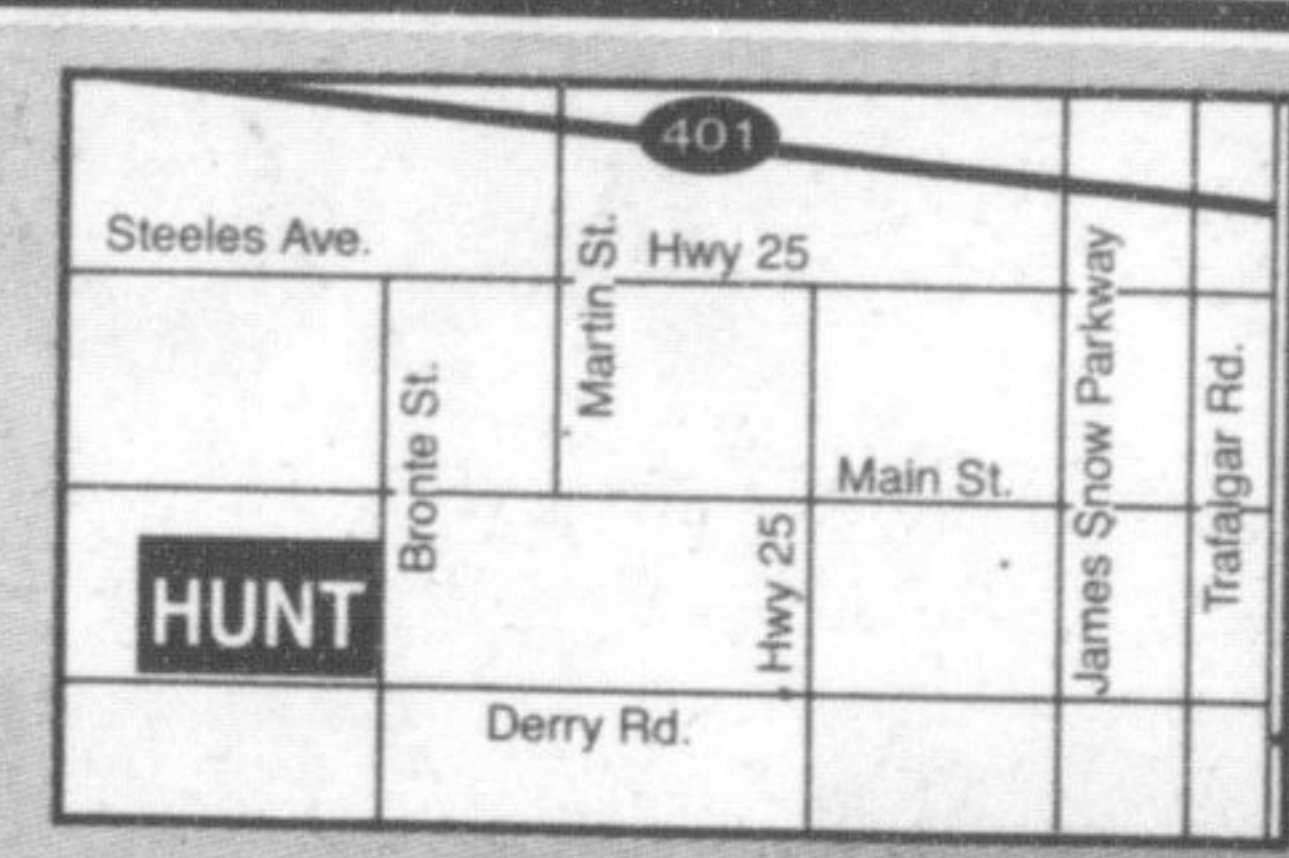 401
Steeles Ave.
Martin St.
Hwy 25
James Snow Parkway
Bronte St.
Trafalgar Rd.
Main St.
HUNT
Hwy 25
Derry Rd.